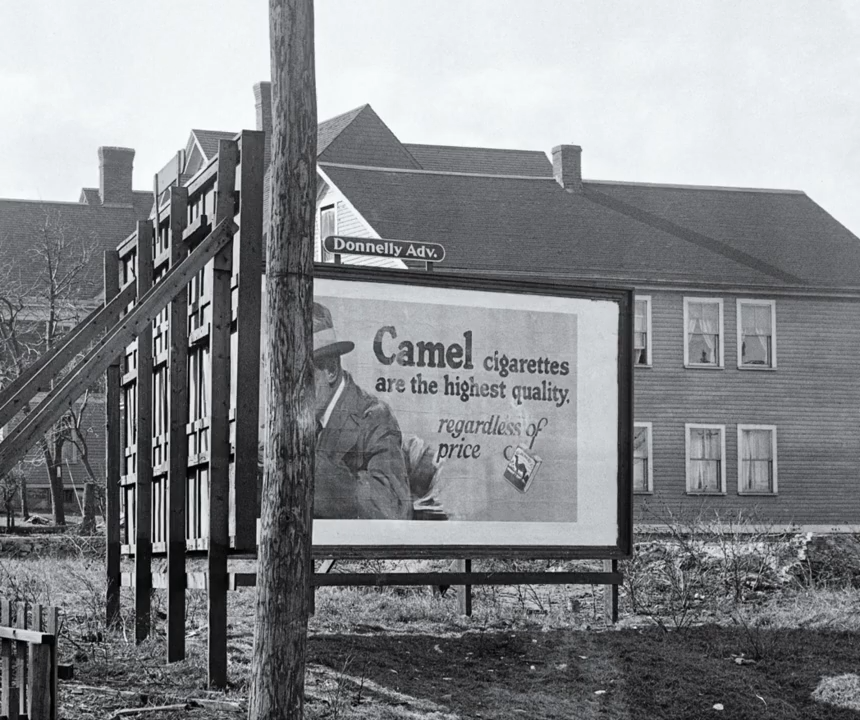 Donnelly Adv.
Camel cigarettes
are the highest quality.
regardless of
price